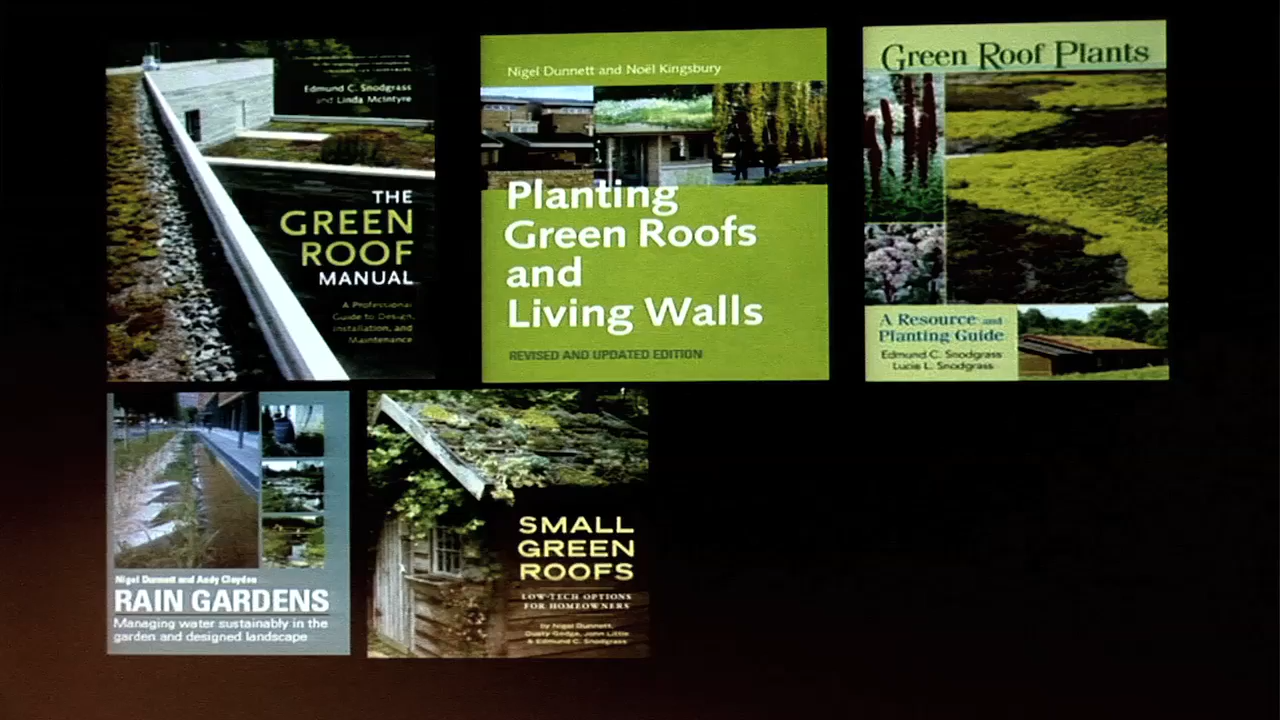 Edmund C. Snodgrass
and Linda McIntyre
THE
GREEN
ROOF
MANUAL
A Professional
Guide to Design,
Installation, and
Maintenance
Nigel Dunnett and Noël Kingsbury
Planting
Green Roofs
and
Living Walls
REVISED AND UPDATED EDITION
Green Roof Plants
A Resource and
Planting Guide
Edmund C. Snodgrass
Lucie L. Snodgrass
Nigel Dunnett and Andy Clayden
RAIN GARDENS
Managing water sustainably in the
garden and designed landscape
SMALL
GREEN
ROOFS
LOW-TECH OPTIONS
FOR HOMEOWNERS
by Nigel Dunnett,
Dusty Gedge, John Little
& Edmund C. Snodgrass